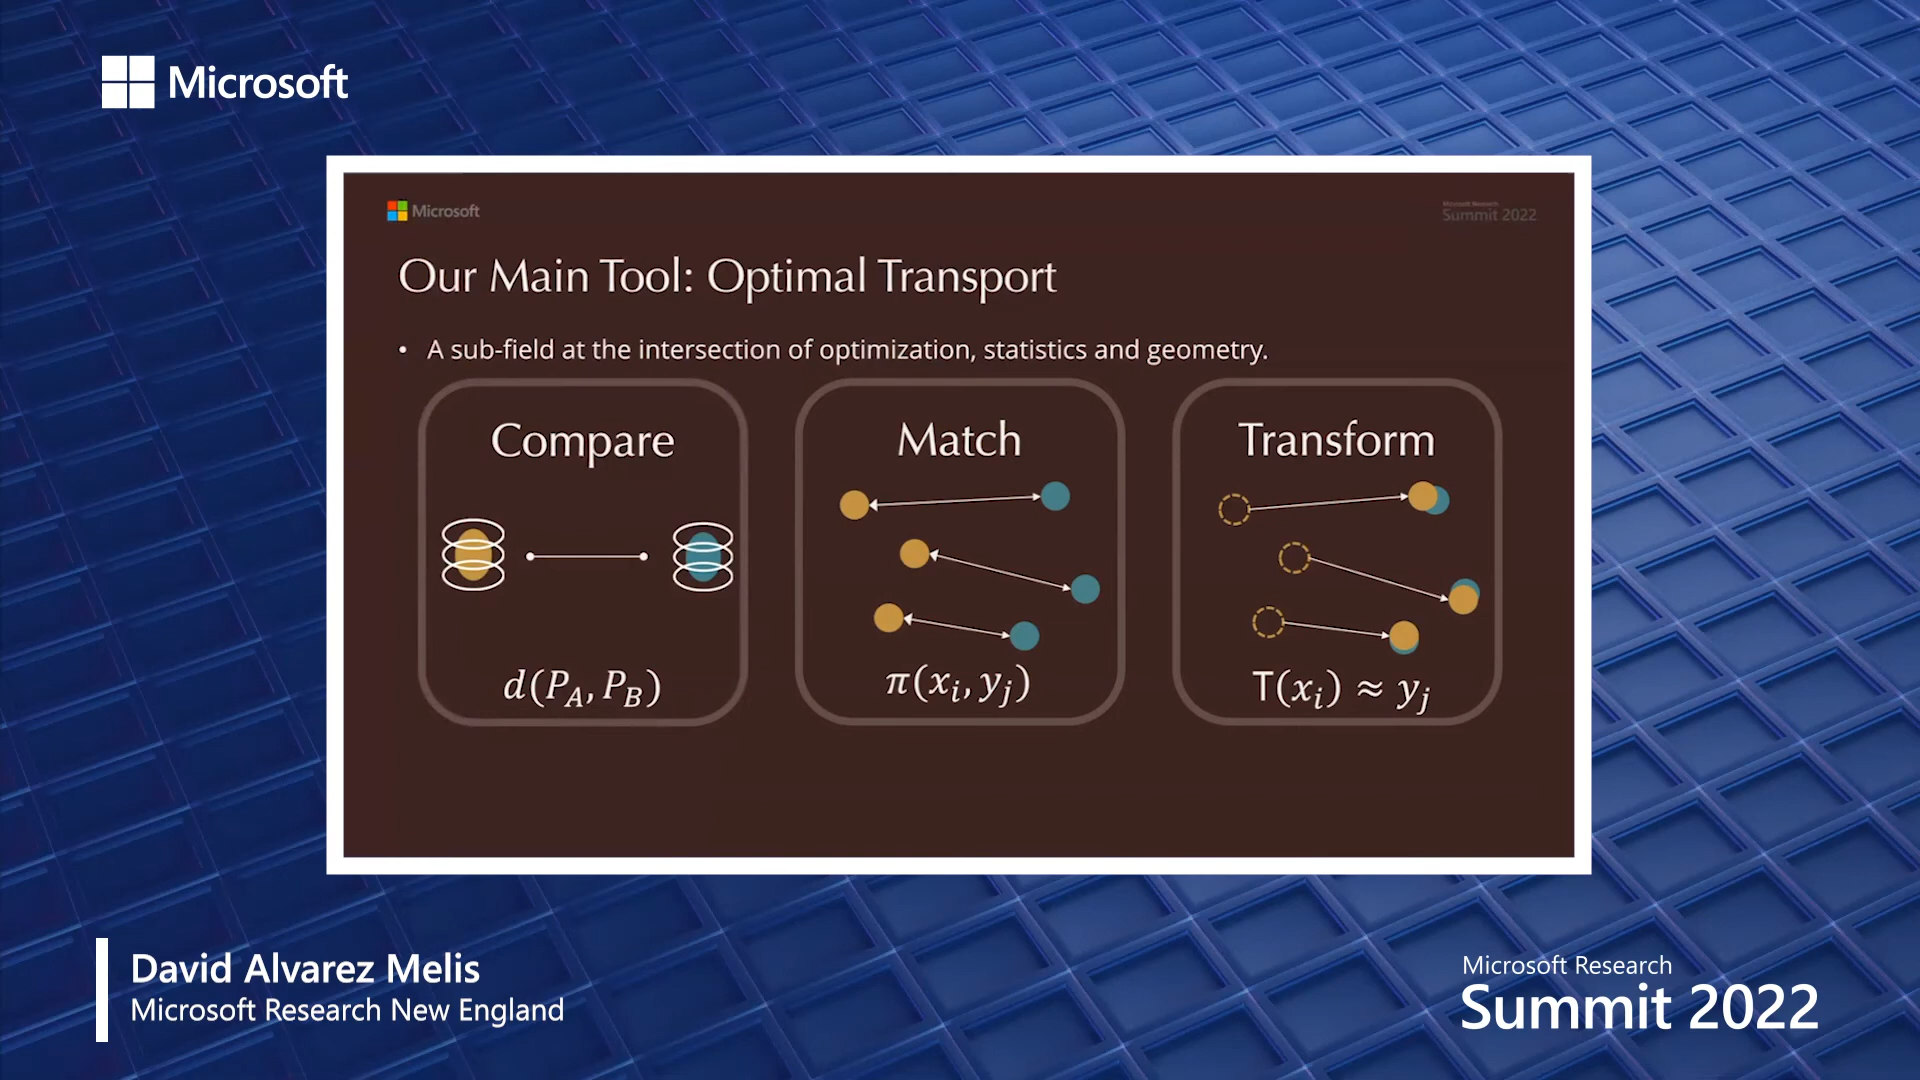 Microsoft
Microsoft
Microsoft Research
Summit 2022
Our Main Tool: Optimal Transport
• A sub-field at the intersection of optimization, statistics and geometry.
Compare
Match
Transform
d(P_A, P_B)
π(x_i, y_j)
T(x_i) ≈ y_j
David Alvarez Melis
Microsoft Research New England
Microsoft Research
Summit 2022